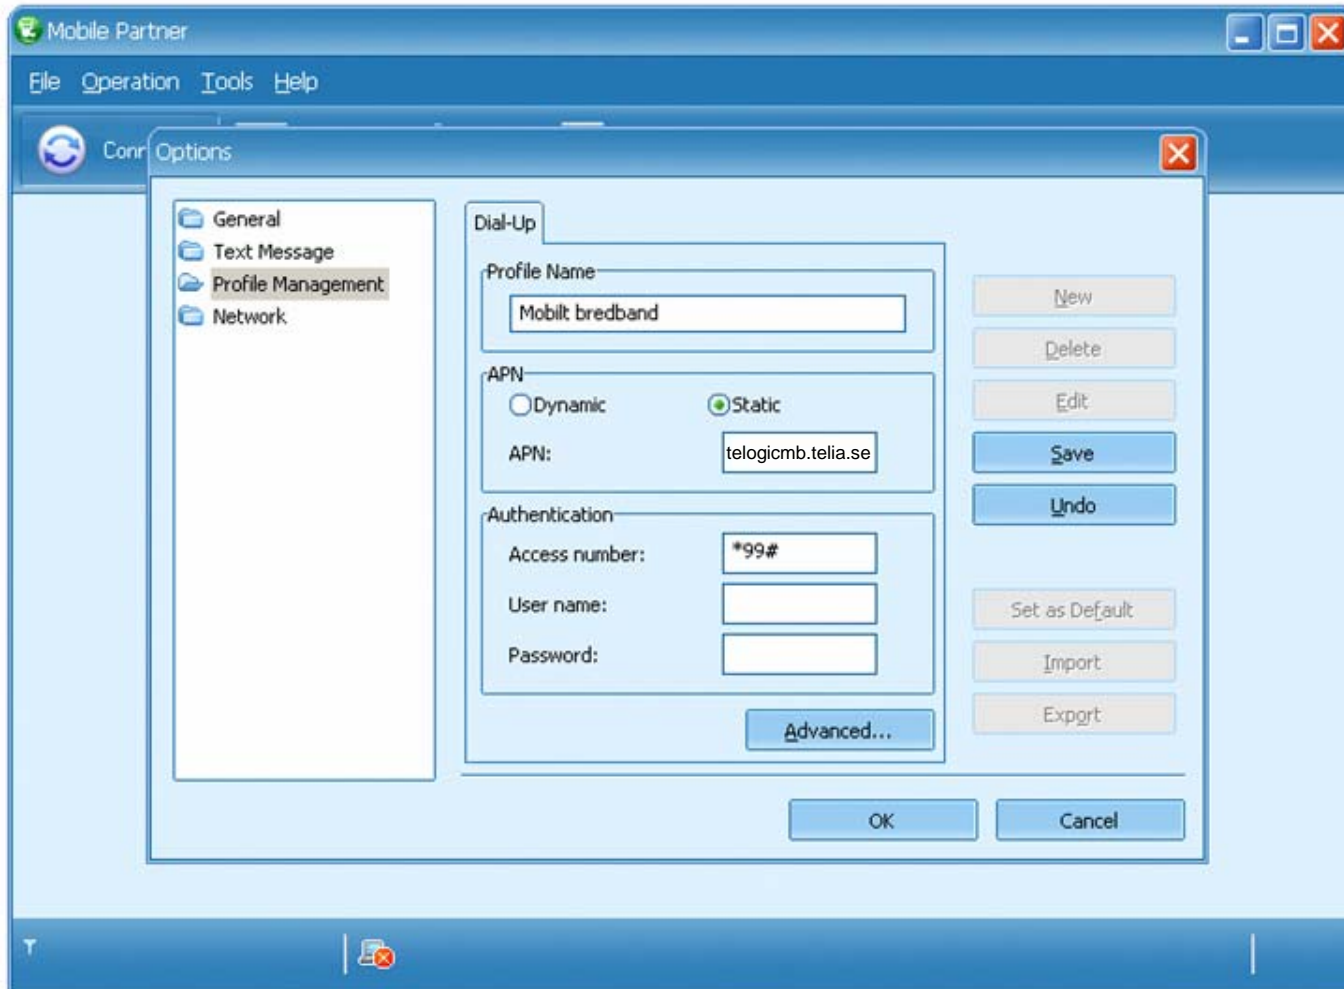 Mobile Partner
File Operation Tools Help
Options
General
Text Message
Profile Management
Network
Dial-Up
Profile Name
Mobilt bredband
APN
Dynamic Static
APN: telogicmb.telia.se
Authentication
Access number: *99#
User name:
Password:
Advanced...
New
Delete
Edit
Save
Undo
Set as Default
Import
Export
OK Cancel